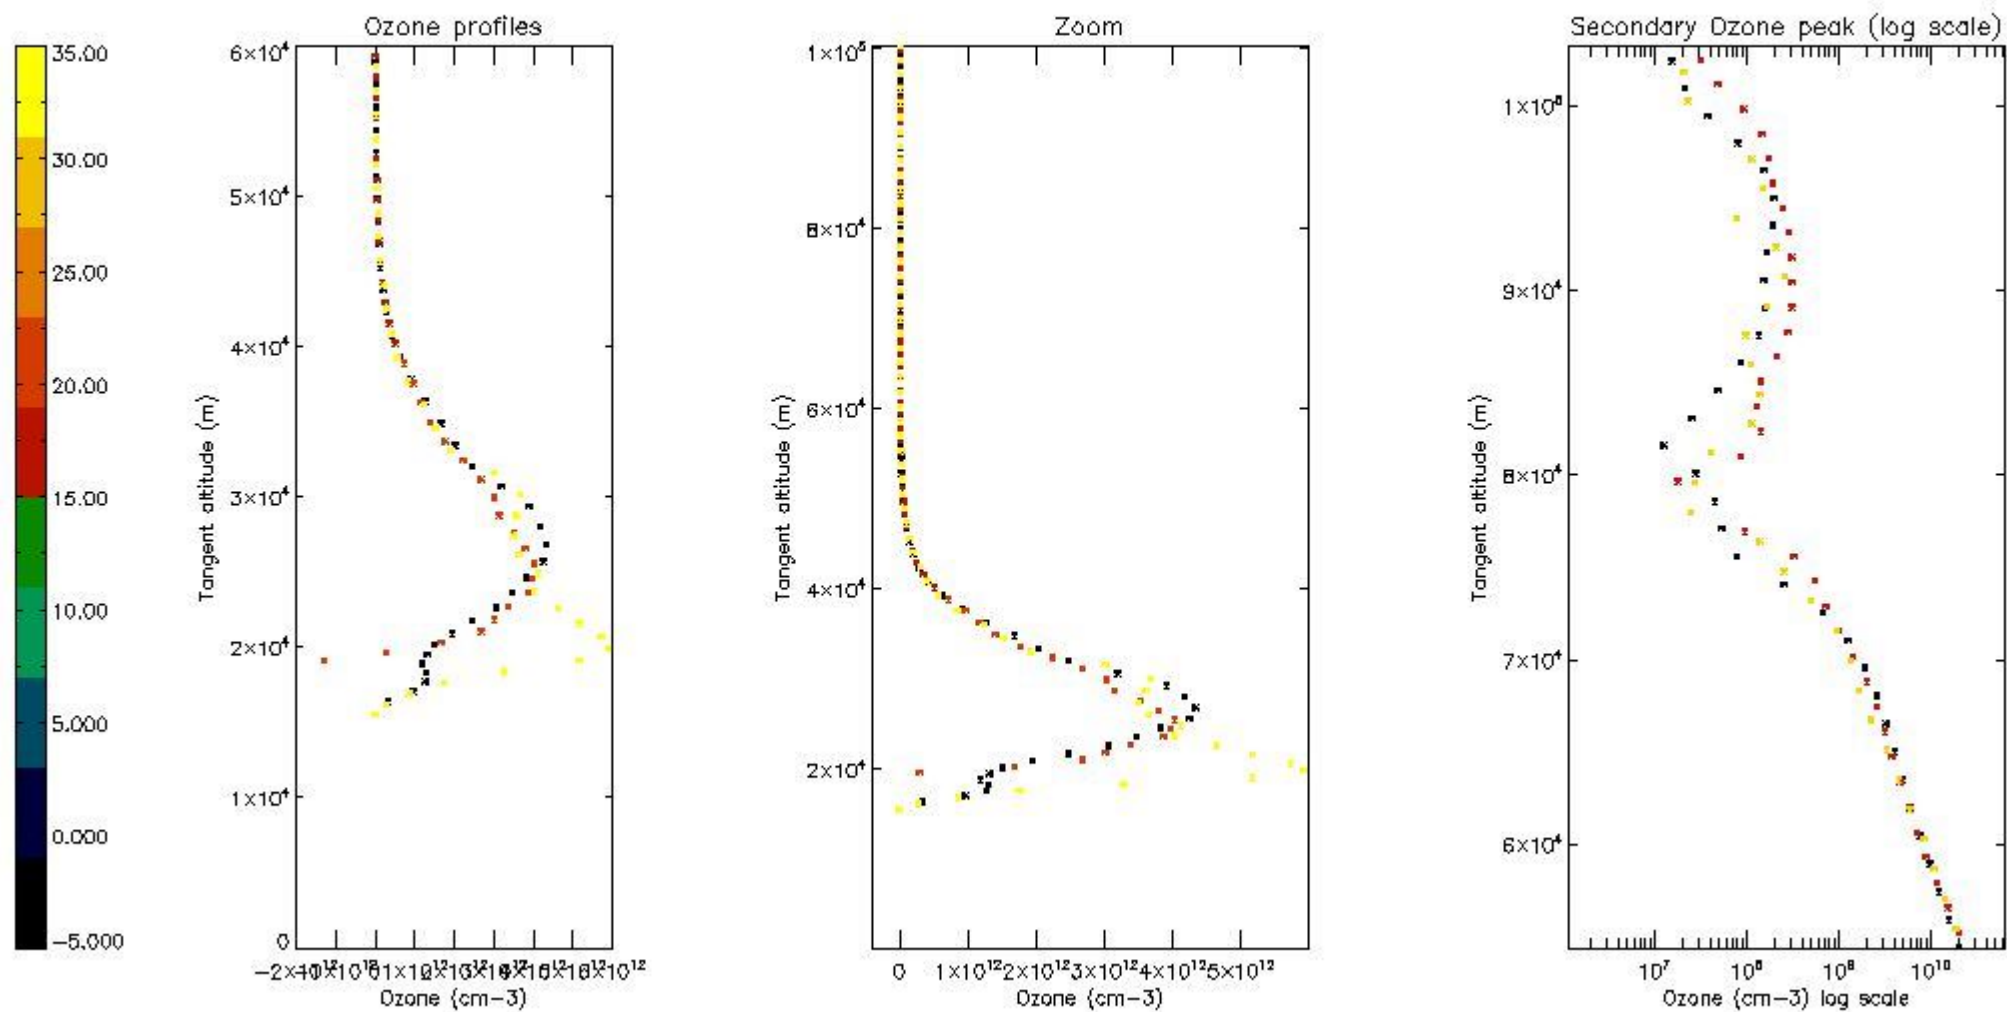 Ozone profiles
Zoom
Secondary Ozone peak (log scale)
35.00
30.00
25.00
20.00
15.00
10.00
5.000
0.000
-5.000
6×10⁴
5×10⁴
4×10⁴
3×10⁴
2×10⁴
1×10⁴
0
Tangent altitude (m)
Ozone (cm-3)
1×10⁵
8×10⁴
6×10⁴
4×10⁴
2×10⁴
Tangent altitude (m)
0 1×10¹² 2×10¹² 3×10¹² 4×10¹² 5×10¹²
Ozone (cm-3)
9×10⁴
8×10⁴
7×10⁴
6×10⁴
Tangent altitude (m)
10⁷ 10⁸ 10⁹ 10¹⁰
Ozone (cm-3) log scale